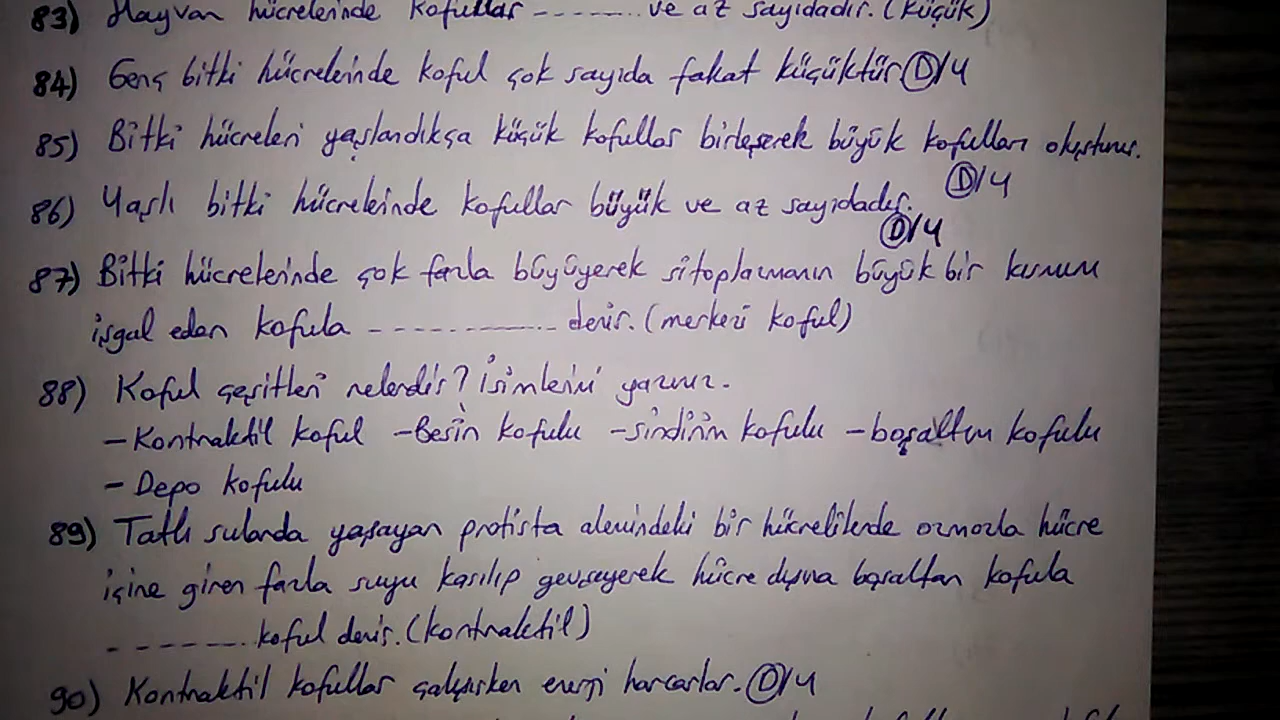 83) Hayvan hücrelerinde kofullar --------- ve az sayıdadır. (küçük)
84) Genç bitki hücrelerinde koful çok sayıda fakat küçüktür D/Y
85) Bitki hücreleri yaşlandıkça küçük kofullar birleşerek büyük kofulları oluşturur.
D/Y
86) Yaşlı bitki hücrelerinde kofullar büyük ve az sayıdadır.
D/Y
87) Bitki hücrelerinde çok fazla büyüyerek sitoplazmanın büyük bir kısmını
işgal eden kofula ------------- denir. (merkezi koful)
88) Koful çeşitleri nelerdir? İsimlerini yazınız.
- Kontraktil koful - Besin kofulu - sindirim kofulu - boşaltım kofulu
- Depo kofulu
89) Tatlı sularda yaşayan protista alemindeki bir hücrelilerde ozmozla hücre
içine giren fazla suyu kasılıp gevşeyerek hücre dışına boşaltan kofula
------- koful denir. (kontraktil)
90) Kontraktil kofullar çalışırken enerji harcarlar. D/Y